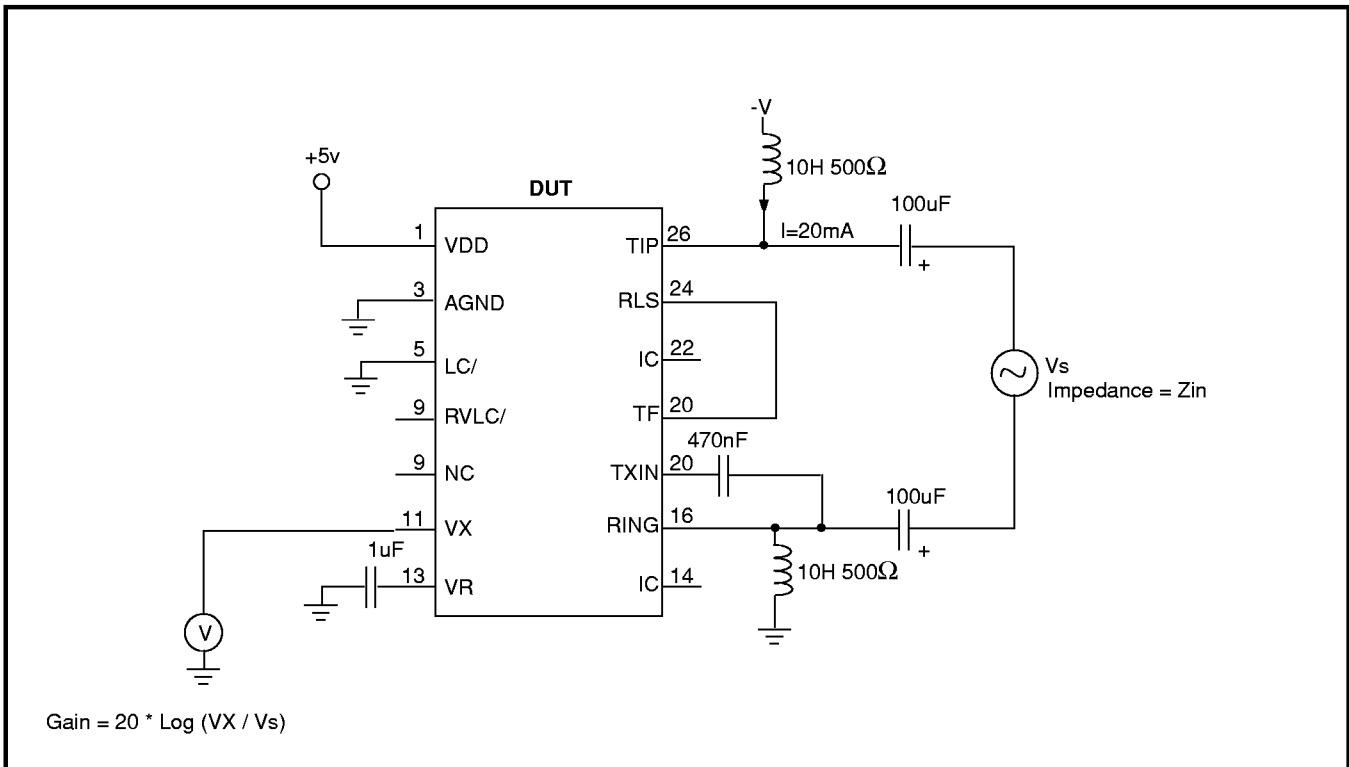 -V
10H 500Ω
+5v
DUT
100uF
1 VDD
TIP 26
I=20mA
+
3 AGND
RLS 24
5 LC/
IC 22
Vs
Impedance = Zin
9 RVLC/
TF 20
470nF
9 NC
TXIN 20
100uF
11 VX
RING 16
+
1uF
10H 500Ω
13 VR
IC 14
V
Gain = 20 * Log (VX / Vs)